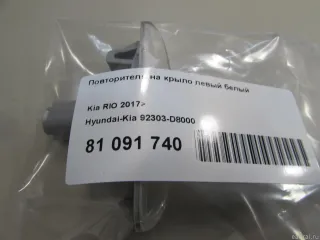 Повторитель на крыло левый белый
Kia RIO 2017>
Hyundai-Kia 92303-D8000
81 091 740